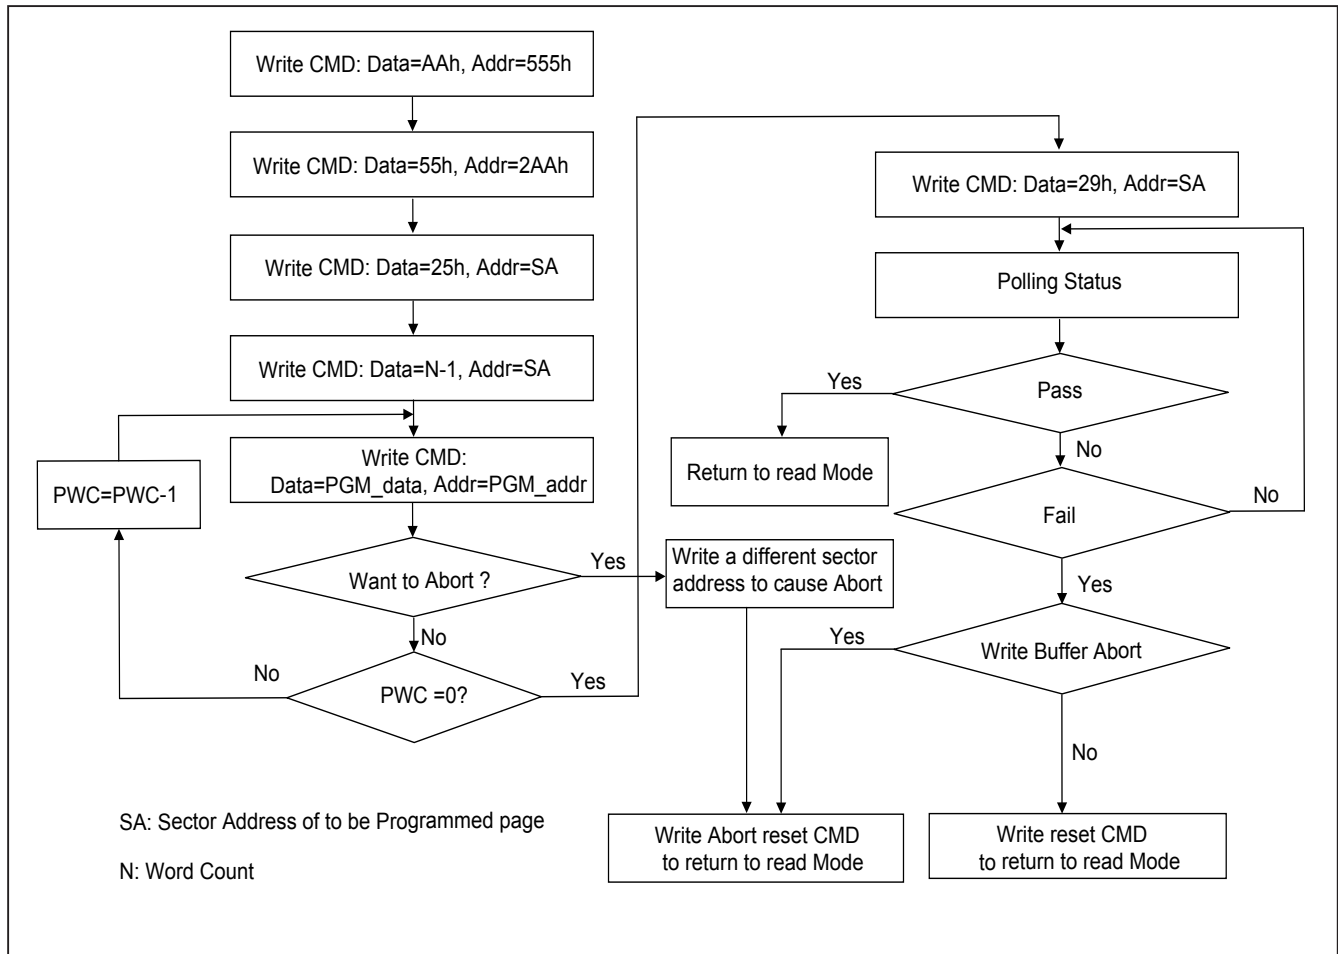 Write CMD: Data=AAh, Addr=555h
Write CMD: Data=55h, Addr=2AAh
Write CMD: Data=25h, Addr=SA
Write CMD: Data=N-1, Addr=SA
Write CMD:
Data=PGM_data, Addr=PGM_addr
PWC=PWC-1
Want to Abort ?
Yes
No
Write a different sector
address to cause Abort
PWC =0?
No
Yes
Write CMD: Data=29h, Addr=SA
Polling Status
Pass
Yes
No
Return to read Mode
Fail
No
Yes
Write Buffer Abort
Yes
No
Write Abort reset CMD
to return to read Mode
Write reset CMD
to return to read Mode
SA: Sector Address of to be Programmed page
N: Word Count